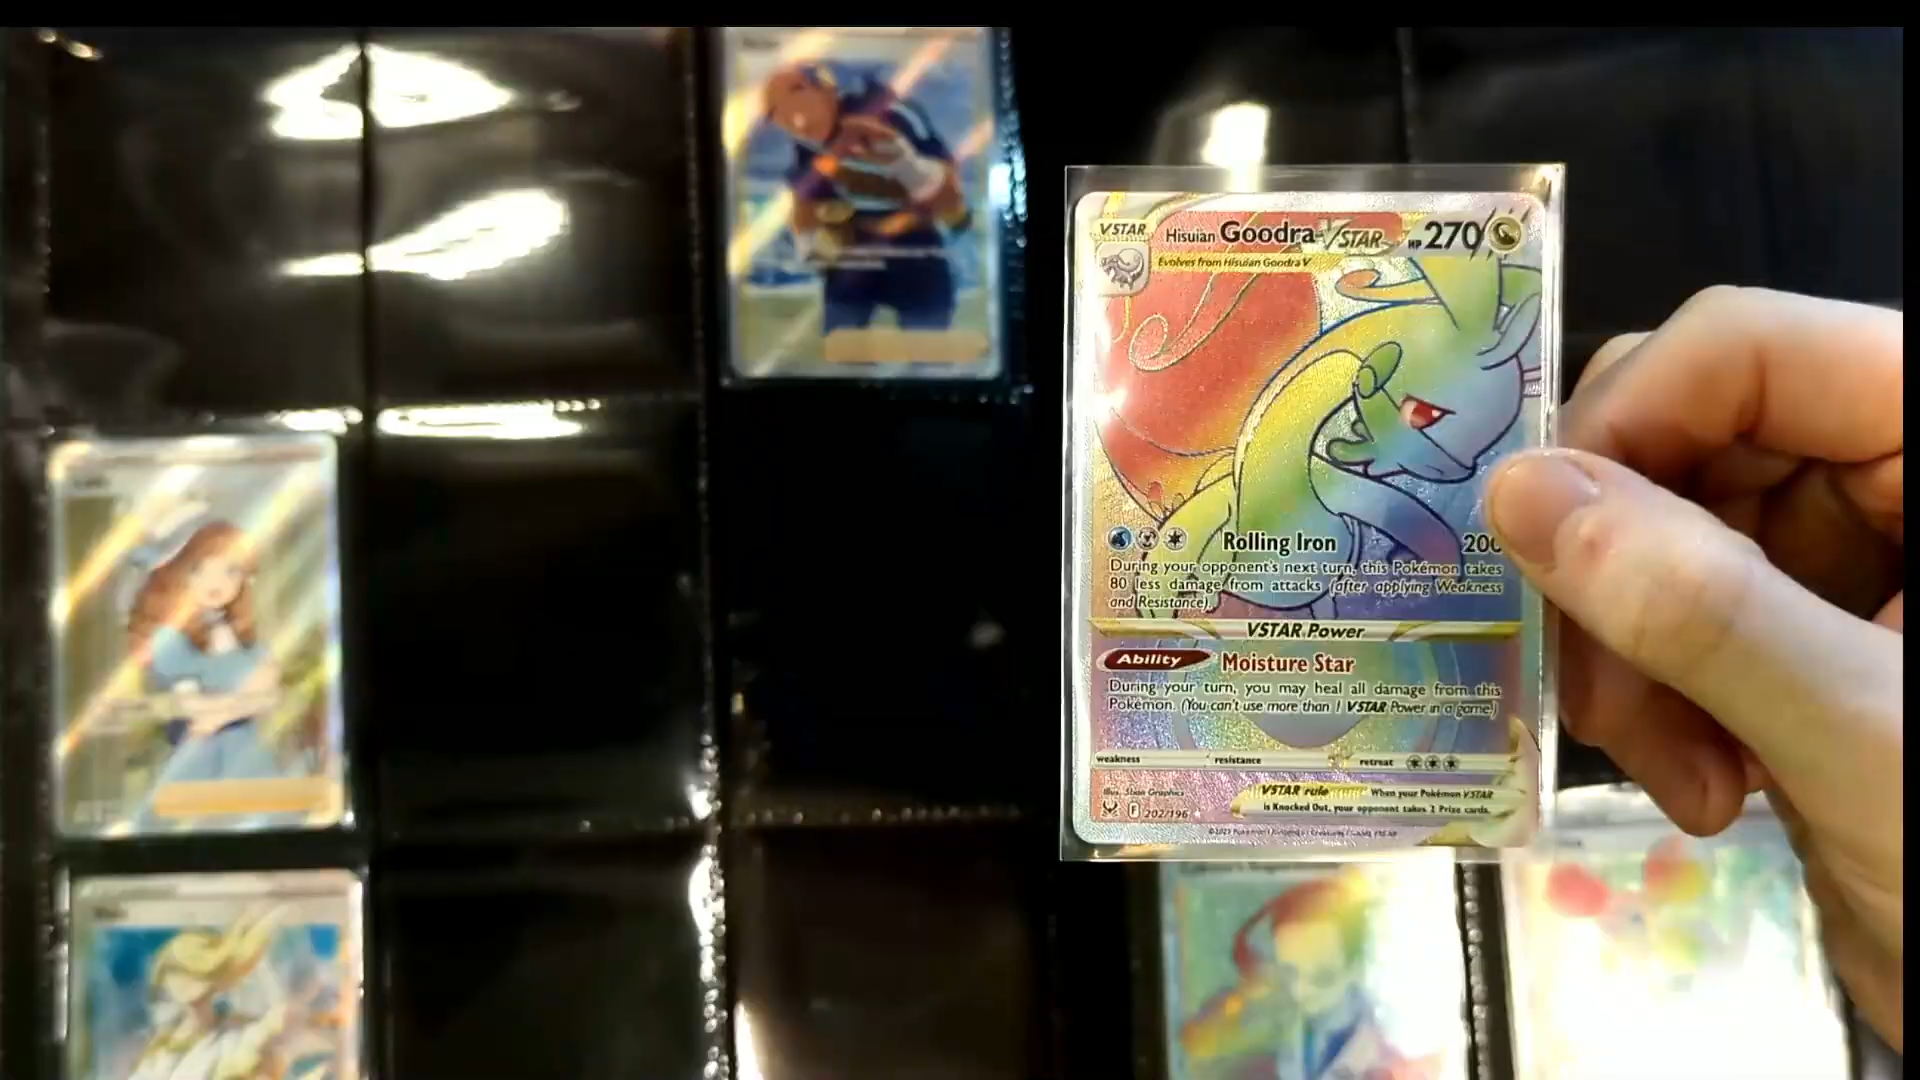 VSTAR
Hisuian Goodra VSTAR HP 270
Evolves from Hisuian Goodra V
Rolling Iron 200
During your opponent's next turn, this Pokémon takes
80 less damage from attacks (after applying Weakness
and Resistance).
VSTAR Power
Ability Moisture Star
During your turn, you may heal all damage from this
Pokémon. (You can't use more than 1 VSTAR Power in a game.)
weakness resistance retreat
Illus. 5ban Graphics
VSTAR rule When your Pokémon VSTAR
is Knocked Out, your opponent takes 2 Prize cards.
F 202/196